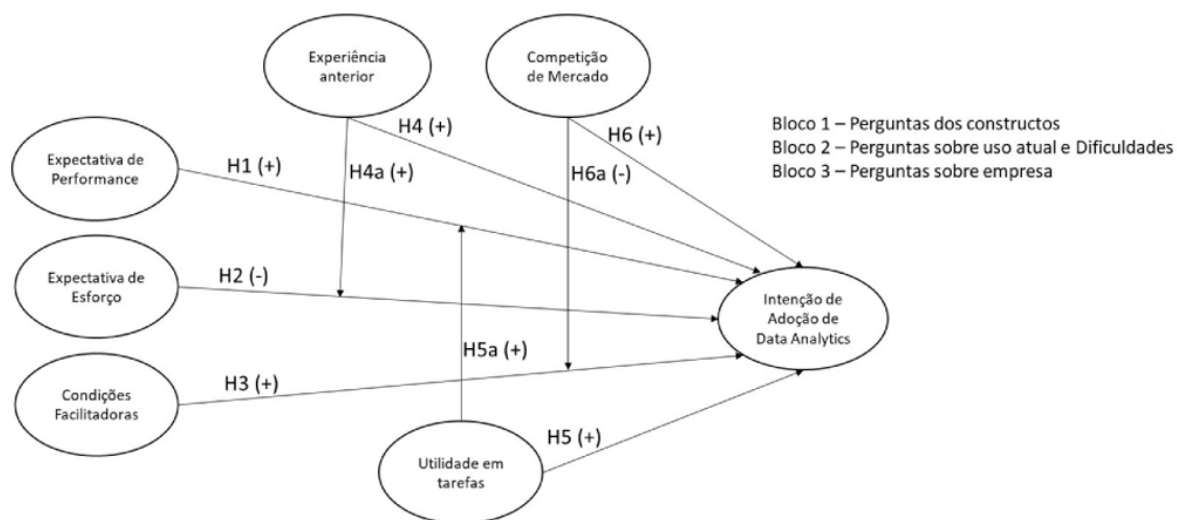 Experiência
anterior
Competição
de Mercado
H4 (+)
H6 (+)
Bloco 1 – Perguntas dos constructos
Bloco 2 – Perguntas sobre uso atual e Dificuldades
Bloco 3 – Perguntas sobre empresa
Expectativa de
Performance
H1 (+)
H4a (+)
H6a (-)
Expectativa de
Esforço
H2 (-)
Intenção de
Adoção de
Data Analytics
H5a (+)
H3 (+)
Condições
Facilitadoras
H5 (+)
Utilidade em
tarefas